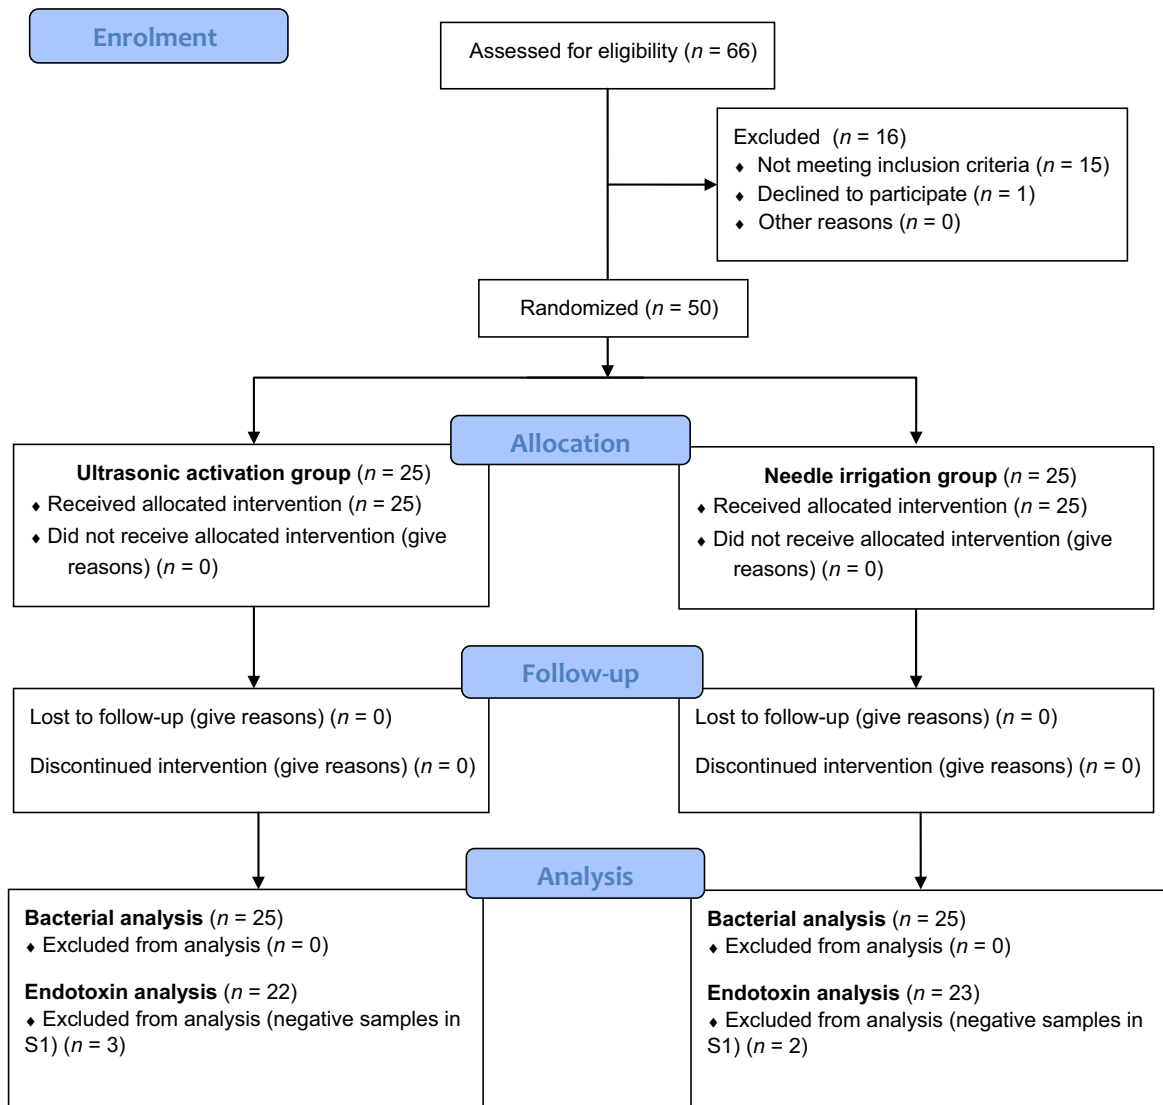 Enrolment
Assessed for eligibility (n = 66)
Excluded (n = 16)
♦ Not meeting inclusion criteria (n = 15)
♦ Declined to participate (n = 1)
♦ Other reasons (n = 0)
Randomized (n = 50)
Allocation
Ultrasonic activation group (n = 25)
♦ Received allocated intervention (n = 25)
♦ Did not receive allocated intervention (give
reasons) (n = 0)
Needle irrigation group (n = 25)
♦ Received allocated intervention (n = 25)
♦ Did not receive allocated intervention (give
reasons) (n = 0)
Follow-up
Lost to follow-up (give reasons) (n = 0)
Discontinued intervention (give reasons) (n = 0)
Lost to follow-up (give reasons) (n = 0)
Discontinued intervention (give reasons) (n = 0)
Analysis
Bacterial analysis (n = 25)
♦ Excluded from analysis (n = 0)
Endotoxin analysis (n = 22)
♦ Excluded from analysis (negative samples in
S1) (n = 3)
Bacterial analysis (n = 25)
♦ Excluded from analysis (n = 0)
Endotoxin analysis (n = 23)
♦ Excluded from analysis (negative samples in
S1) (n = 2)